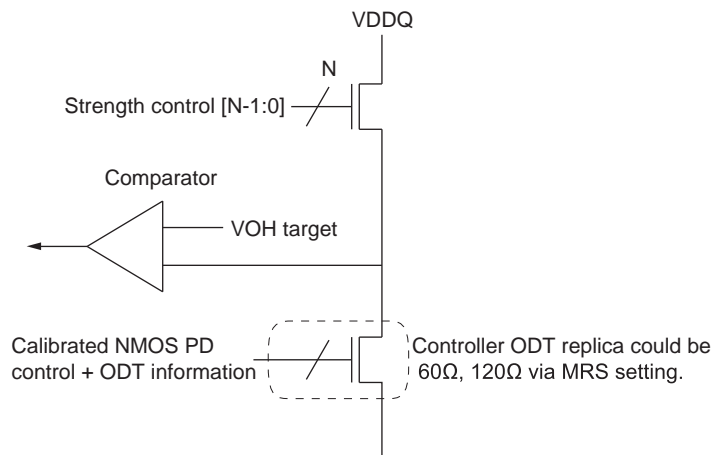 VDDQ
N
Strength control [N-1:0]
Comparator
VOH target
Calibrated NMOS PD
control + ODT information
Controller ODT replica could be
60Ω, 120Ω via MRS setting.